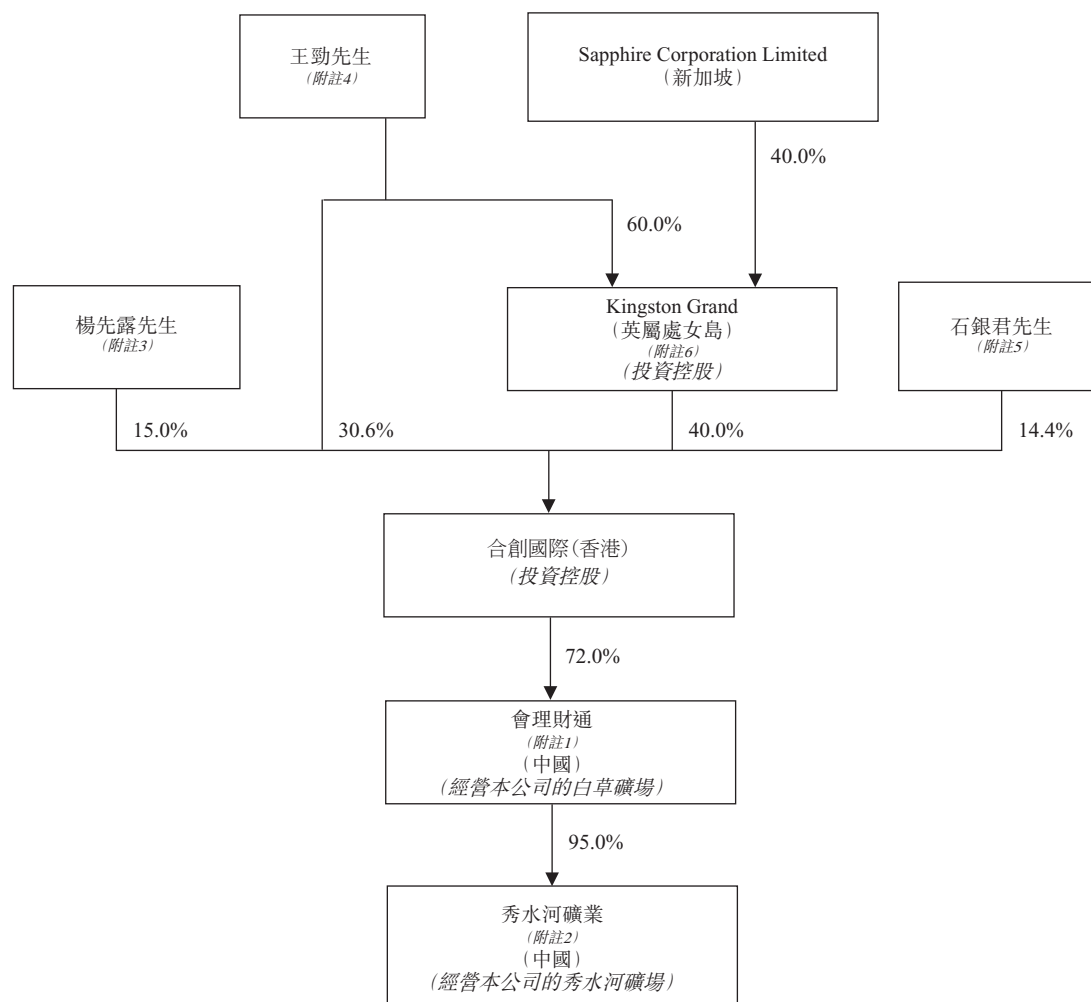 王勁先生
（附註4）
Sapphire Corporation Limited
（新加坡）
40.0%
60.0%
楊先露先生
（附註3）
Kingston Grand
（英屬處女島）
（附註6）
（投資控股）
石銀君先生
（附註5）
15.0%
30.6%
40.0%
14.4%
合創國際（香港）
（投資控股）
72.0%
會理財通
（附註1）
（中國）
（經營本公司的白草礦場）
95.0%
秀水河礦業
（附註2）
（中國）
（經營本公司的秀水河礦場）